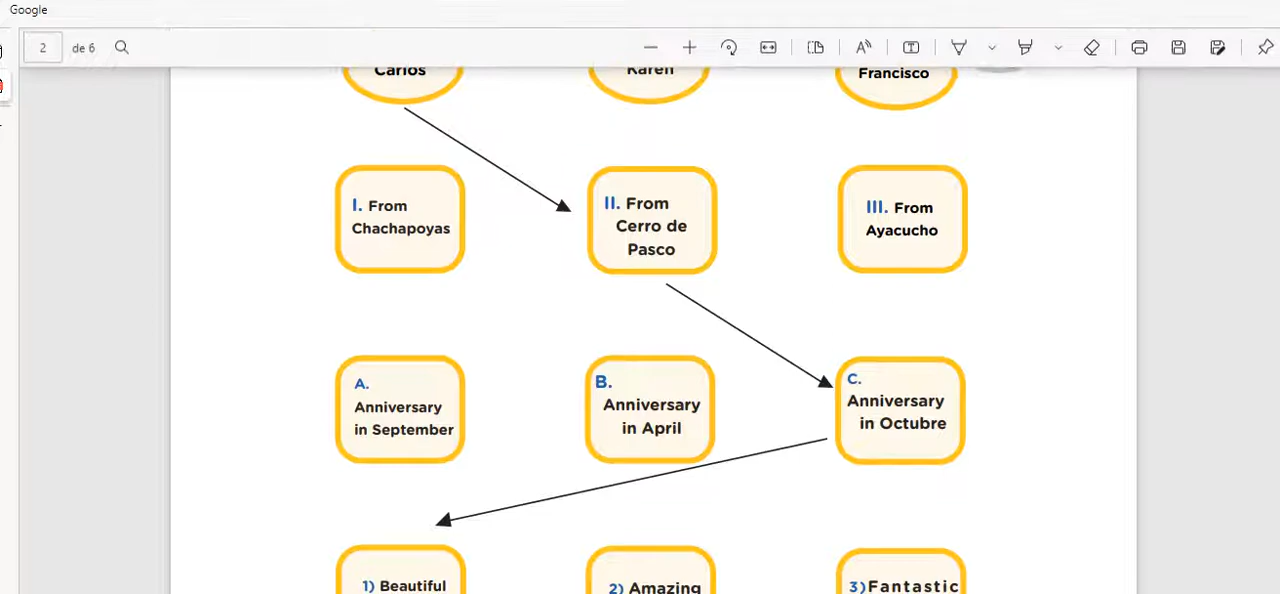 Google
2 de 6
Carlos
Karen
Francisco
I. From
Chachapoyas
II. From
Cerro de
Pasco
III. From
Ayacucho
A.
Anniversary
in September
B.
Anniversary
in April
C.
Anniversary
in Octubre
1) Beautiful
2) Amazing
3) Fantastic